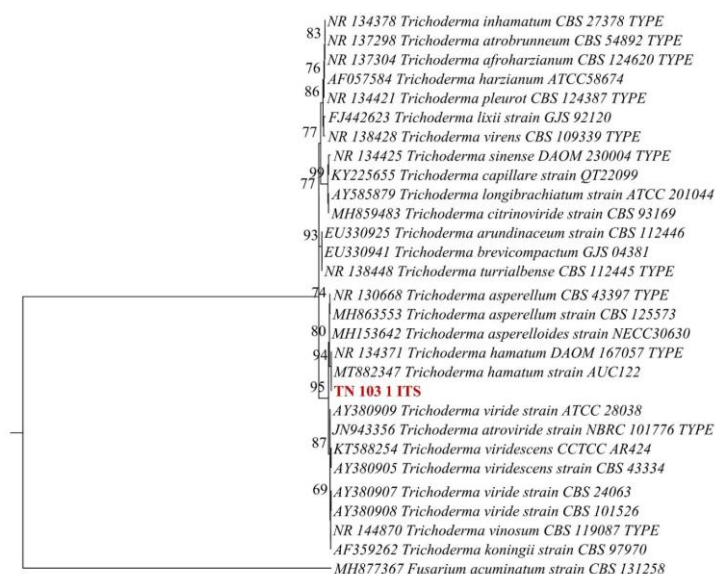 83
NR 134378 Trichoderma inhamatum CBS 27378 TYPE
NR 137298 Trichoderma atrobrunneum CBS 54892 TYPE
76
NR 137304 Trichoderma afroharzianum CBS 124620 TYPE
AF057584 Trichoderma harzianum ATCC58674
86
NR 134421 Trichoderma pleurot CBS 124387 TYPE
FJ442623 Trichoderma lixii strain GJS 92120
77
NR 138428 Trichoderma virens CBS 109339 TYPE
NR 134425 Trichoderma sinense DAOM 230004 TYPE
99
KY225655 Trichoderma capillare strain QT22099
77
AY585879 Trichoderma longibrachiatum strain ATCC 201044
MH859483 Trichoderma citrinoviride strain CBS 93169
93
EU330925 Trichoderma arundinaceum strain CBS 112446
EU330941 Trichoderma brevicompactum GJS 04381
NR 138448 Trichoderma turrialbense CBS 112445 TYPE
74
NR 130668 Trichoderma asperellum CBS 43397 TYPE
MH863553 Trichoderma asperellum strain CBS 125573
80
MH153642 Trichoderma asperelloides strain NECC30630
94
NR 134371 Trichoderma hamatum DAOM 167057 TYPE
MT882347 Trichoderma hamatum strain AUC122
95
TN 103 1 ITS
AY380909 Trichoderma viride strain ATCC 28038
JN943356 Trichoderma atroviride strain NBRC 101776 TYPE
87
KT588254 Trichoderma viridescens CCTCC AR424
AY380905 Trichoderma viridescens strain CBS 43334
69
AY380907 Trichoderma viride strain CBS 24063
AY380908 Trichoderma viride strain CBS 101526
NR 144870 Trichoderma vinosum CBS 119087 TYPE
AF359262 Trichoderma koningii strain CBS 97970
MH877367 Fusarium acuminatum strain CBS 131258